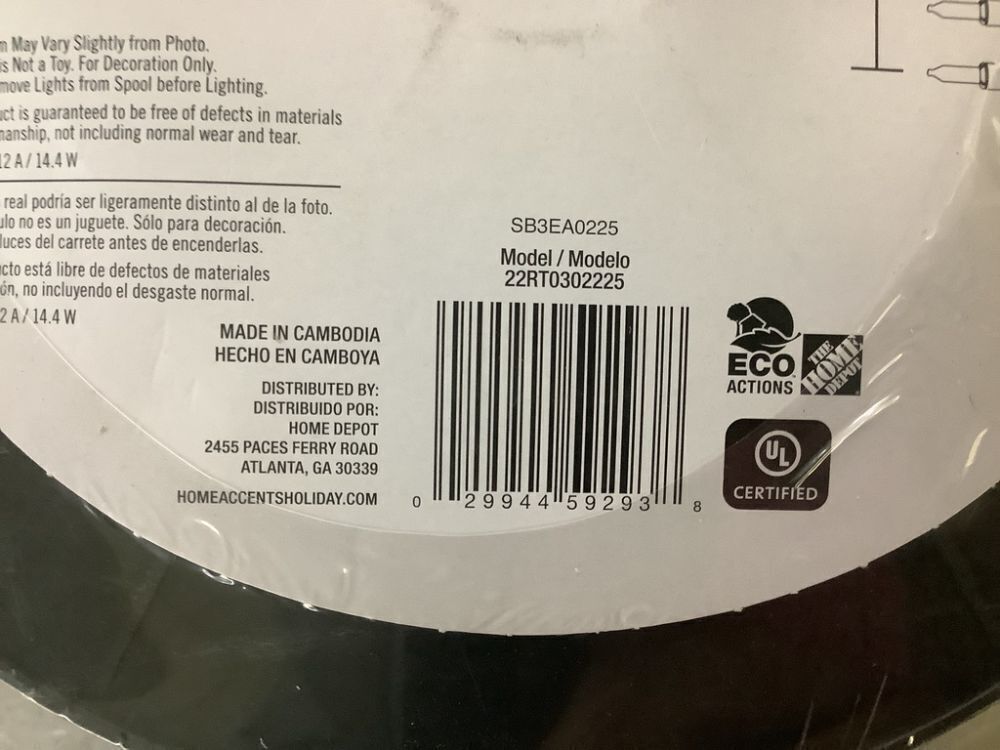 May Vary Slightly from Photo.
is Not a Toy. For Decoration Only.
move Lights from Spool before Lighting.
uct is guaranteed to be free of defects in materials
manship, not including normal wear and tear.
12 A / 14.4 W
real podría ser ligeramente distinto al de la foto.
ulo no es un juguete. Sólo para decoración.
luces del carrete antes de encenderlas.
cto está libre de defectos de materiales
ón, no incluyendo el desgaste normal.
2 A / 14.4 W
MADE IN CAMBODIA
HECHO EN CAMBOYA
DISTRIBUTED BY:
DISTRIBUIDO POR:
HOME DEPOT
2455 PACES FERRY ROAD
ATLANTA, GA 30339
HOMEACCENTSHOLIDAY.COM
SB3EA0225
Model / Modelo
22RT0302225
0 29944 59293 8
ECO
ACTIONS
THE
HOME
DEPOT
UL
CERTIFIED